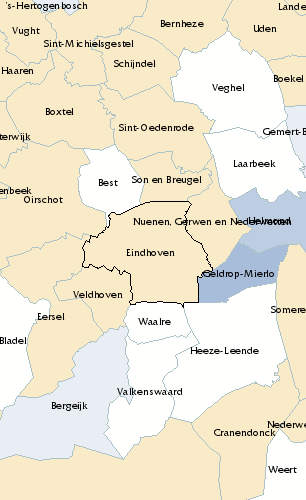 's-Hertogenbosch
Lande
Bernheze
Vught
Uden
Sint-Michielsgestel
Schijndel
Haaren
Boekel
Veghel
Boxtel
Sint-Oedenrode
Gemert-B
terwijk
Laarbeek
Best
Son en Breugel
enbeek
Oirschot
Nuenen, Gerwen en Nederwetten
Helmond
Eindhoven
Geldrop-Mierlo
Veldhoven
Someren
Eersel
Waalre
Bladel
Heeze-Leende
Valkenswaard
Bergeijk
Nederwe
Cranendonck
Weert